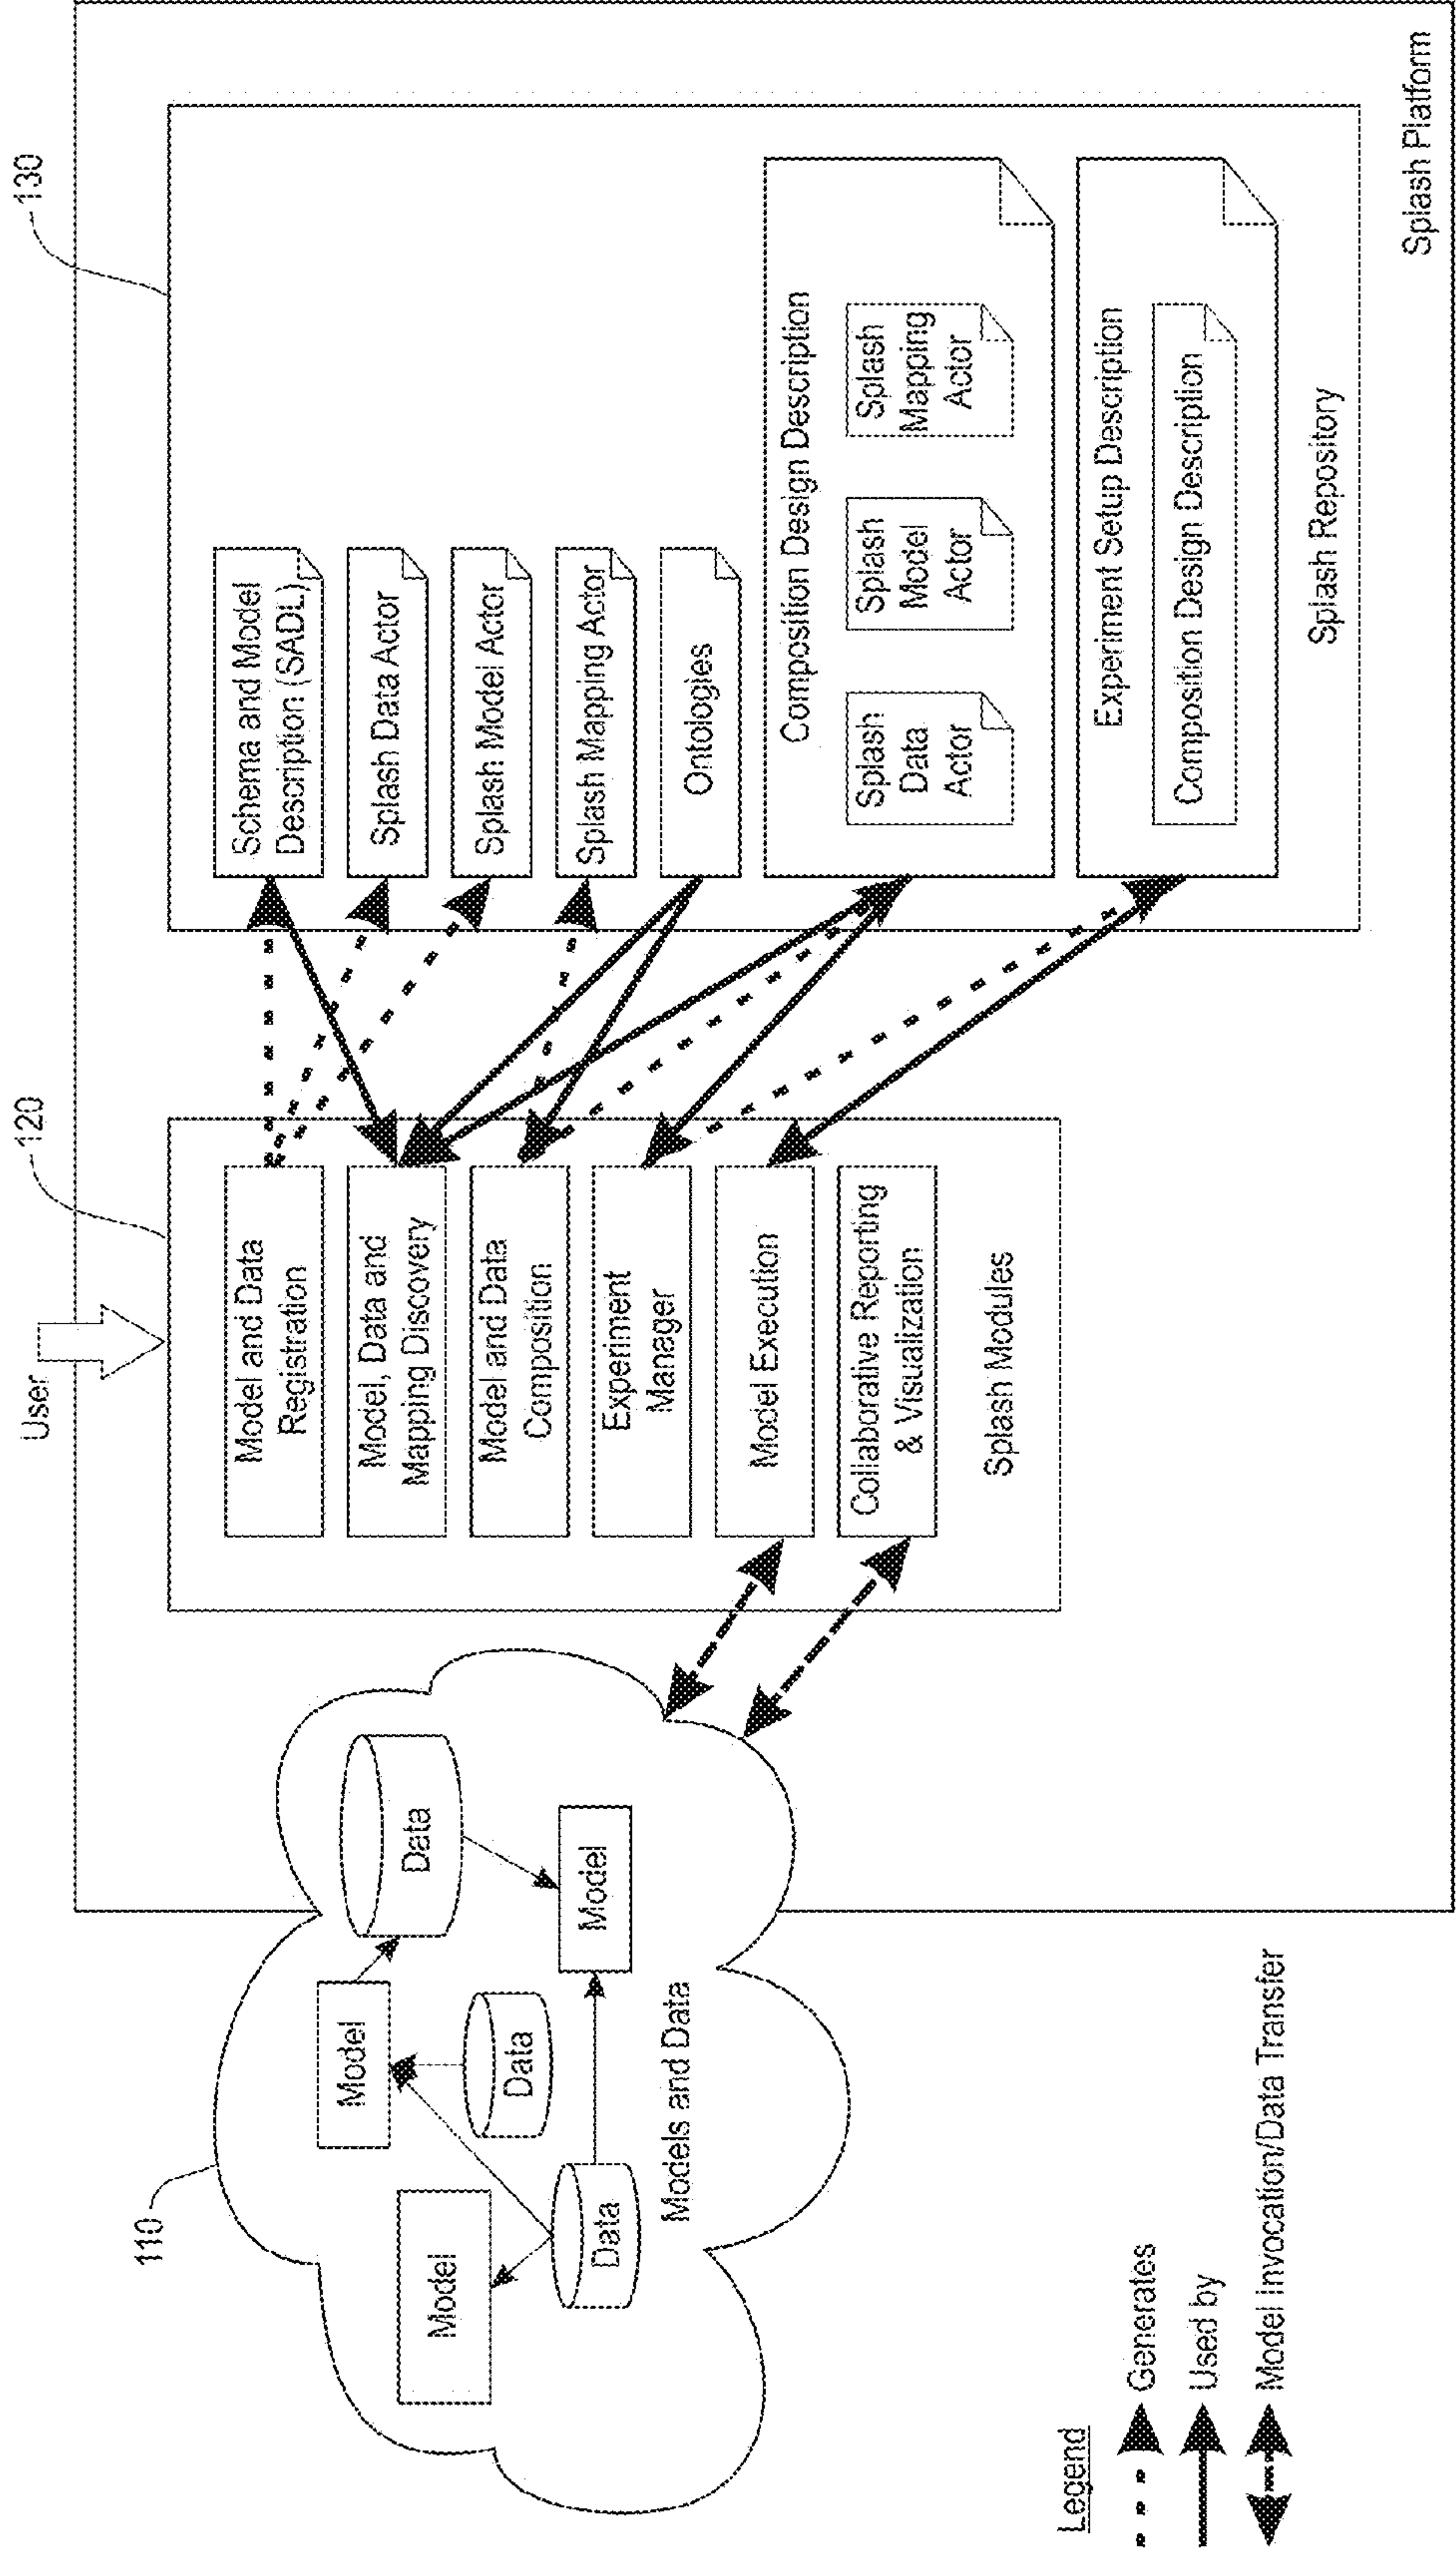 User
120
130
110
Model
Model
Data
Data
Data
Model
Models and Data
Model and Data
Registration
Model, Data and
Mapping Discovery
Model and Data
Composition
Experiment
Manager
Model Execution
Collaborative Reporting
& Visualization
Splash Modules
Schema and Model
Description (SADL)
Splash Data Actor
Splash Model Actor
Splash Mapping Actor
Ontologies
Composition Design Description
Splash
Data
Actor
Splash
Model
Actor
Splash
Mapping
Actor
Experiment Setup Description
Composition Design Description
Splash Repository
Splash Platform
Legend
Generates
Used by
Model Invocation/Data Transfer